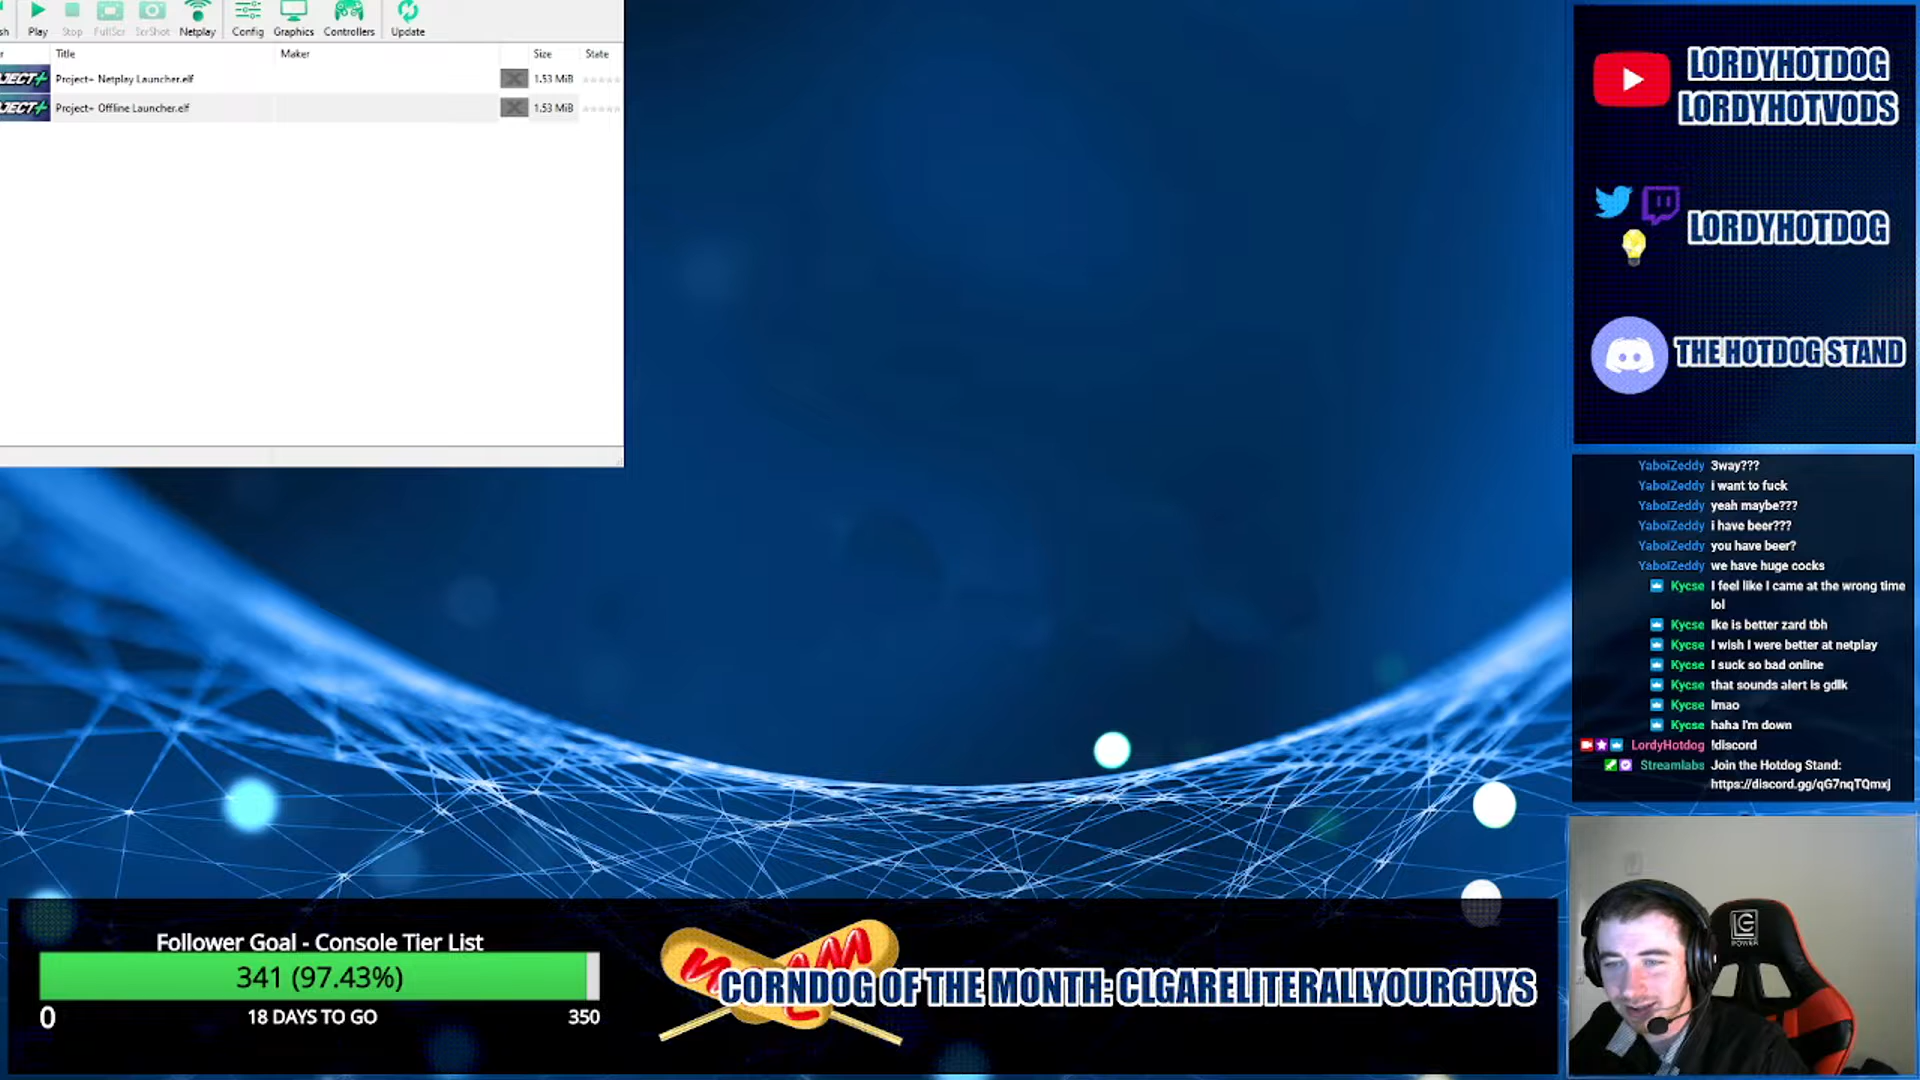 sh Play Stop FullScr ScrShot Netplay Config Graphics Controllers Update
r Title Maker Size State
JECT+ Project+ Netplay Launcher.elf 1.53 MiB
JECT+ Project+ Offline Launcher.elf 1.53 MiB
LORDYHOTDOG
LORDYHOTVODS
LORDYHOTDOG
THE HOTDOG STAND
YaboiZeddy 3way???
YaboiZeddy i want to fuck
YaboiZeddy yeah maybe???
YaboiZeddy i have beer???
YaboiZeddy you have beer?
YaboiZeddy we have huge cocks
Kycse I feel like I came at the wrong time
lol
Kycse Ike is better zard tbh
Kycse I wish I were better at netplay
Kycse I suck so bad online
Kycse that sounds alert is gdlk
Kycse lmao
Kycse haha I'm down
LordyHotdog !discord
Streamlabs Join the Hotdog Stand:
https://discord.gg/qG7nqTQmxj
Follower Goal - Console Tier List
341 (97.43%)
0 18 DAYS TO GO 350
CORNDOG OF THE MONTH: CLGARELITERALLYOURGUYS
LC
POWER